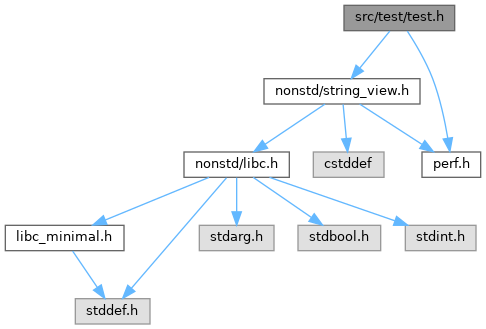 src/test/test.h
nonstd/string_view.h
nonstd/libc.h
cstddef
perf.h
libc_minimal.h
stdarg.h
stdbool.h
stdint.h
stddef.h